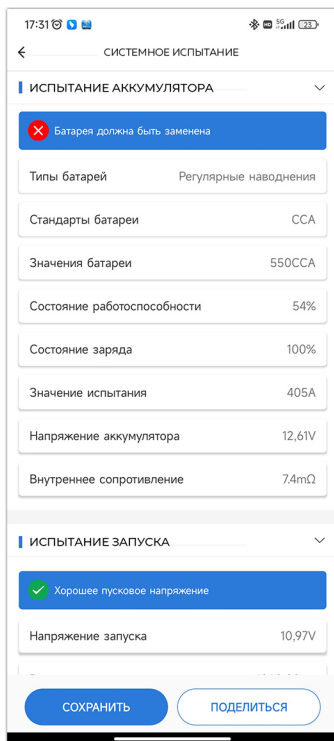 17:31
5G
23
СИСТЕМНОЕ ИСПЫТАНИЕ
ИСПЫТАНИЕ АККУМУЛЯТОРА
Батарея должна быть заменена
Типы батарей Регулярные наводнения
Стандарты батареи CCA
Значения батареи 550CCA
Состояние работоспособности 54%
Состояние заряда 100%
Значение испытания 405A
Напряжение аккумулятора 12,61V
Внутреннее сопротивление 7.4mΩ
ИСПЫТАНИЕ ЗАПУСКА
Хорошее пусковое напряжение
Напряжение запуска 10,97V
СОХРАНИТЬ ПОДЕЛИТЬСЯ